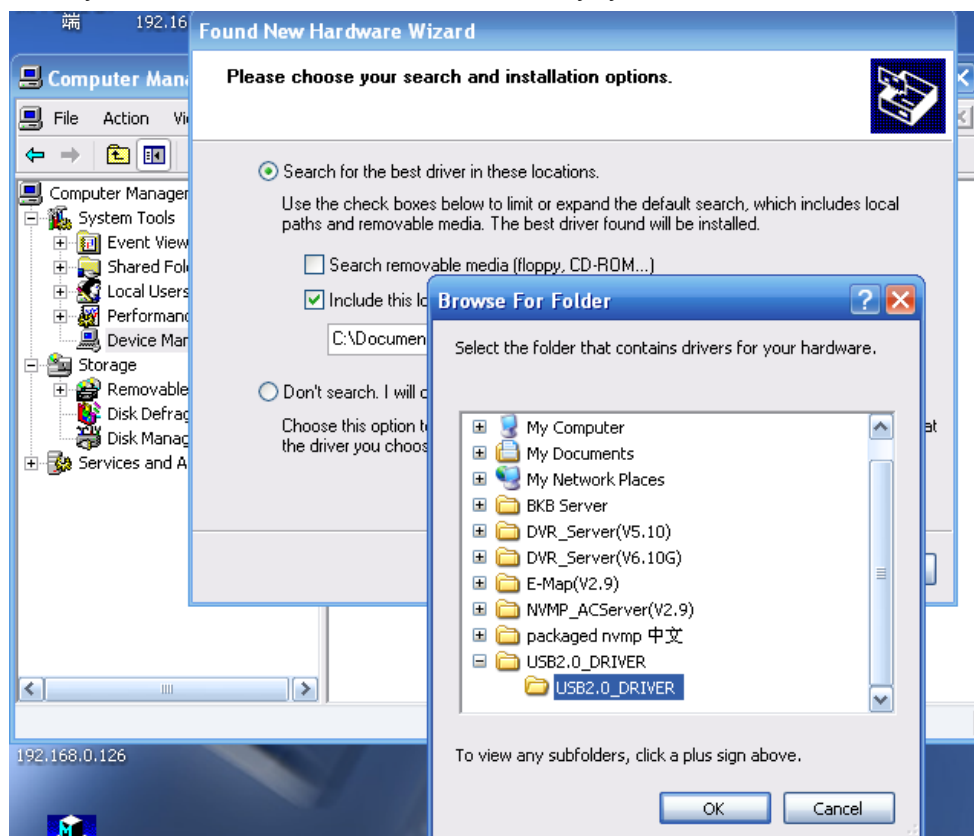 端
192.16
Found New Hardware Wizard
Computer Mana
File Action Vi
Computer Manager
System Tools
Event View
Shared Fol
Local Users
Performanc
Device Mar
Storage
Removable
Disk Defrag
Disk Manag
Services and A
Please choose your search and installation options.
Search for the best driver in these locations.
Use the check boxes below to limit or expand the default search, which includes local
paths and removable media. The best driver found will be installed.
Search removable media (floppy, CD-ROM...)
Include this lo
C:\Documen
Don't search. I will c
Choose this option t
at
the driver you choos
Browse For Folder
Select the folder that contains drivers for your hardware.
My Computer
My Documents
My Network Places
BKB Server
DVR_Server(V5.10)
DVR_Server(V6.10G)
E-Map(V2.9)
NVMP_ACServer(V2.9)
packaged nvmp 中文
USB2.0_DRIVER
USB2.0_DRIVER
To view any subfolders, click a plus sign above.
OK Cancel
192.168.0.126